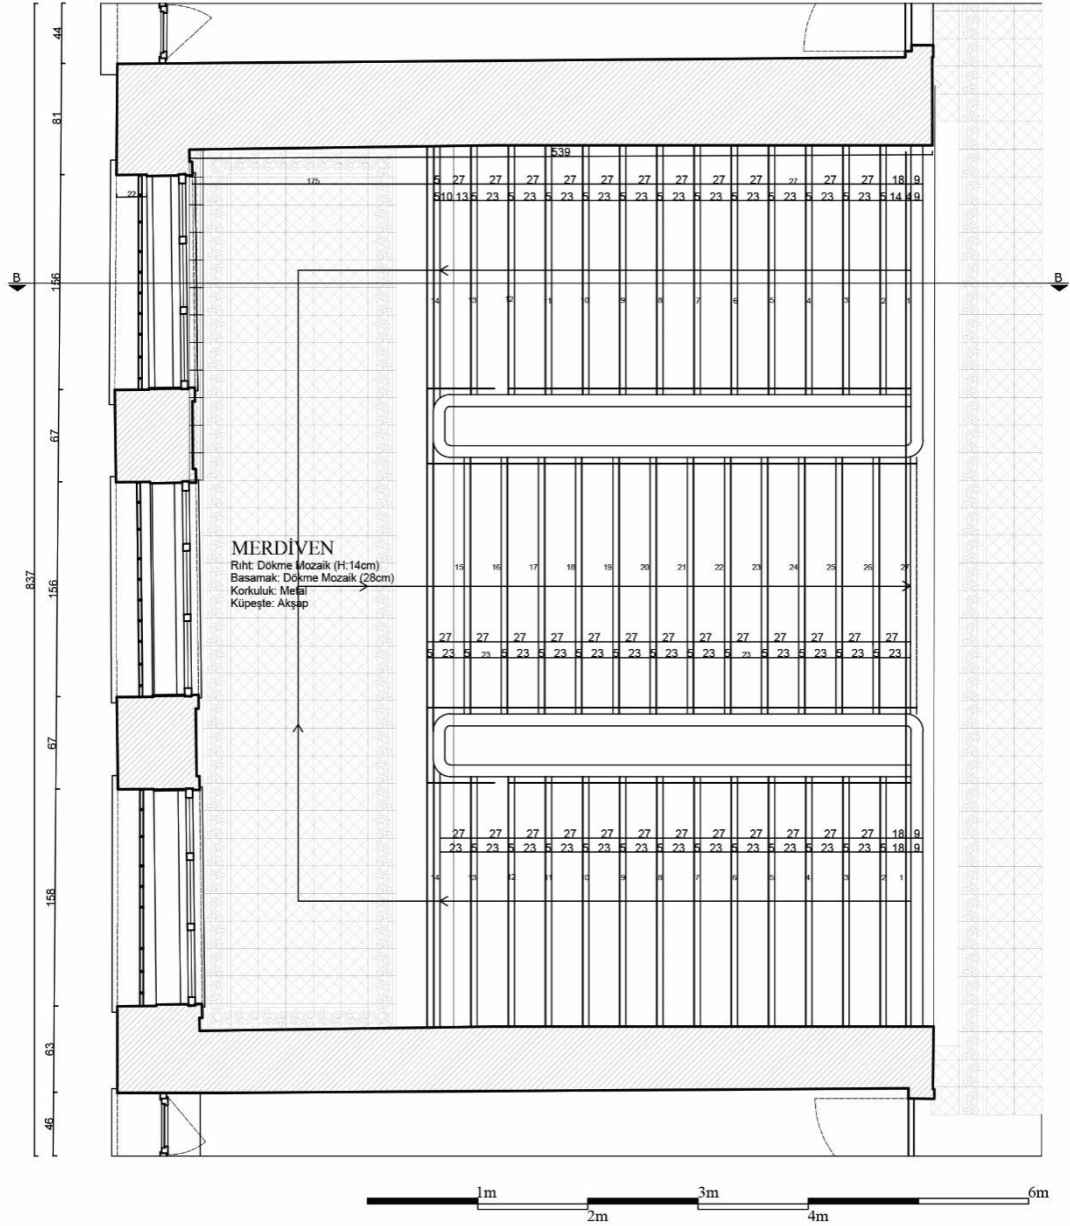 44
81
539
175
5 27 27 27 27 27 27 27 27 27 27 27 27 18 9
22
5 10 13 5 23 5 23 5 23 5 23 5 23 5 23 5 23 5 23 5 23 5 23 5 23 5 14 4 9
B
B
156
14 13 12 11 10 9 8 7 6 5 4 3 2 1
67
837
MERDİVEN
Rıht: Dökme Mozaik (H:14cm)
Basamak: Dökme Mozaik (28cm)
Korkuluk: Metal
Küpeşte: Akşap
15 16 17 18 19 20 21 22 23 24 25 26 27
156
27 27 27 27 27 27 27 27 27 27 27 27 27
5 23 5 23 5 23 5 23 5 23 5 23 5 23 5 23 5 23 5 23 5 23 5 23 5 23
67
27 27 27 27 27 27 27 27 27 27 27 27 18 9
23 5 23 5 23 5 23 5 23 5 23 5 23 5 23 5 23 5 23 5 23 5 23 5 18 9
14 13 12 11 10 9 8 7 6 5 4 3 2 1
158
63
46
1m 3m 6m
2m 4m